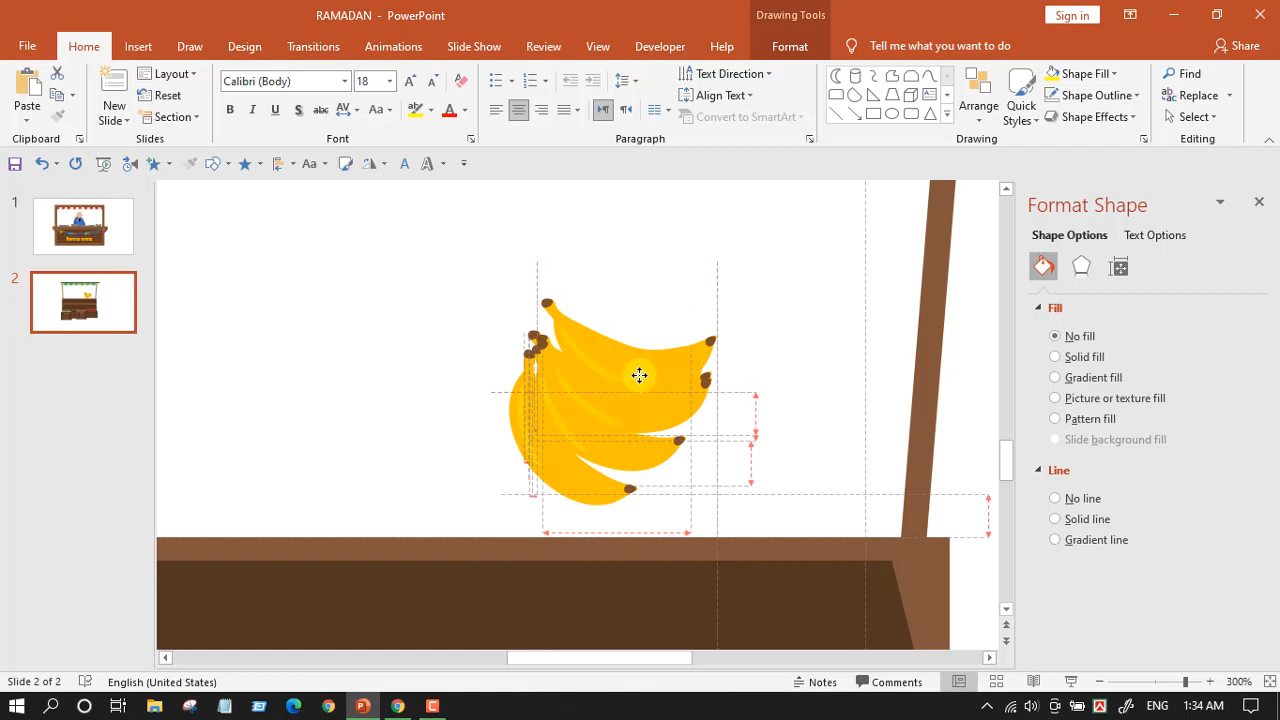 RAMADAN - PowerPoint
Drawing Tools
Sign in
File
Home
Insert
Draw
Design
Transitions
Animations
Slide Show
Review
View
Developer
Help
Format
Tell me what you want to do
Share
Paste
New
Slide
Layout
Reset
Section
Calibri (Body)
18
B I U S abc AV Aa A
Text Direction
Align Text
Convert to SmartArt
Arrange
Quick
Styles
Shape Fill
Shape Outline
Shape Effects
Find
Replace
Select
Clipboard
Slides
Font
Paragraph
Drawing
Editing
Aa
A
A
1
2
Format Shape
Shape Options
Text Options
Fill
No fill
Solid fill
Gradient fill
Picture or texture fill
Pattern fill
Slide background fill
Line
No line
Solid line
Gradient line
Slide 2 of 2
English (United States)
Notes
Comments
300%
1:34 AM